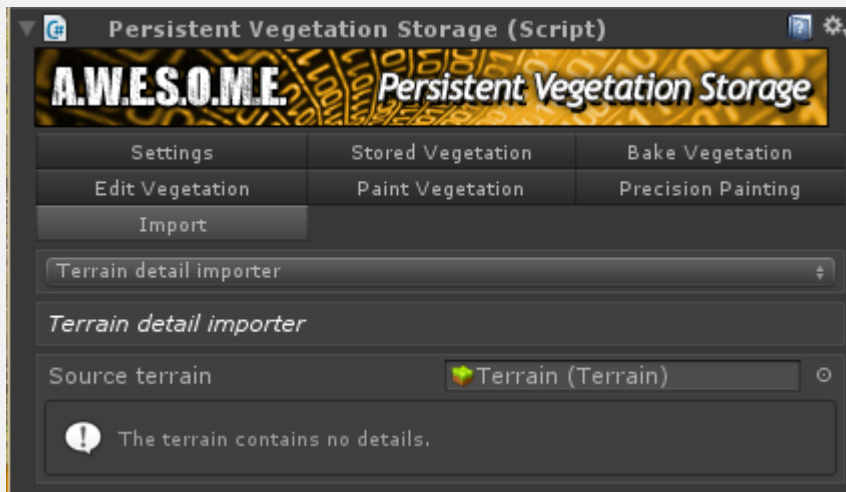 Persistent Vegetation Storage (Script)
A.W.E.S.O.M.E. Persistent Vegetation Storage
Settings Stored Vegetation Bake Vegetation
Edit Vegetation Paint Vegetation Precision Painting
Import
Terrain detail importer
Terrain detail importer
Source terrain Terrain (Terrain)
The terrain contains no details.